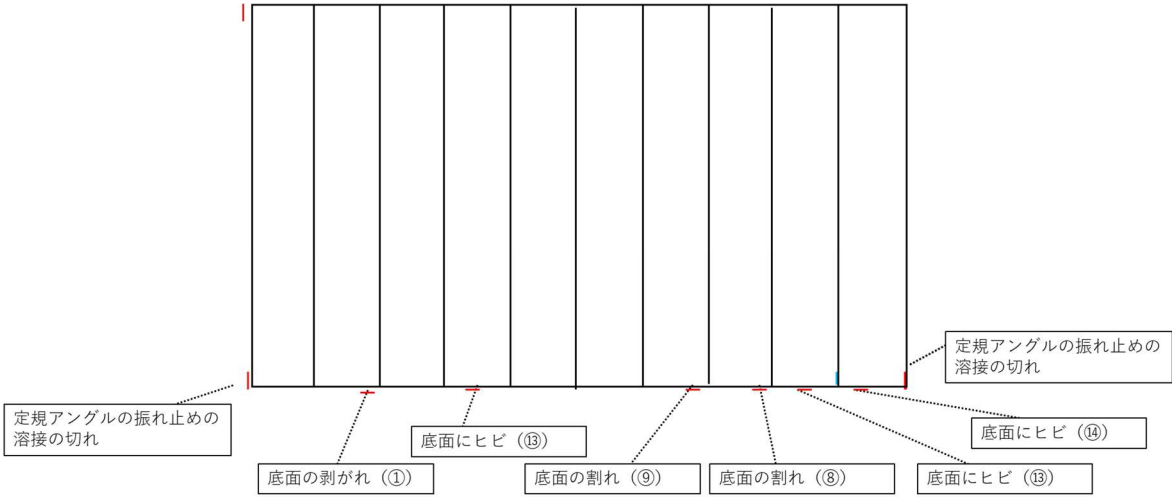 定規アングルの振れ止めの
溶接の切れ
定規アングルの振れ止めの
溶接の切れ
底面にヒビ（⑬）
底面にヒビ（⑭）
底面の剥がれ（①）
底面の割れ（⑨）
底面の割れ（⑧）
底面にヒビ（⑬）